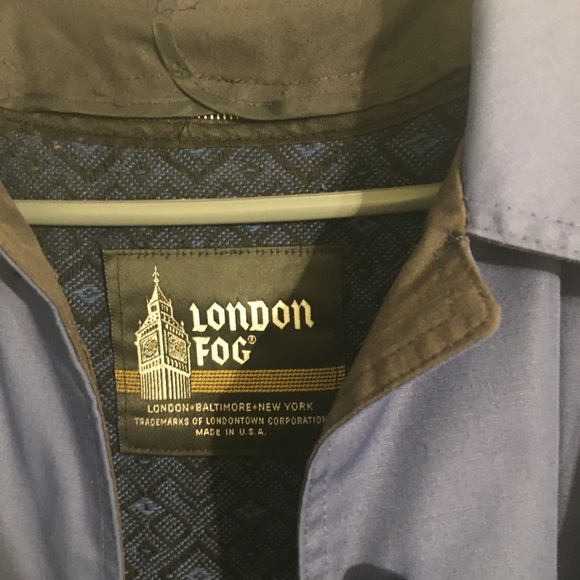 LONDON
FOG®
LONDON•BALTIMORE•NEW YORK
TRADEMARKS OF LONDONTOWN CORPORATION
MADE IN U.S.A.